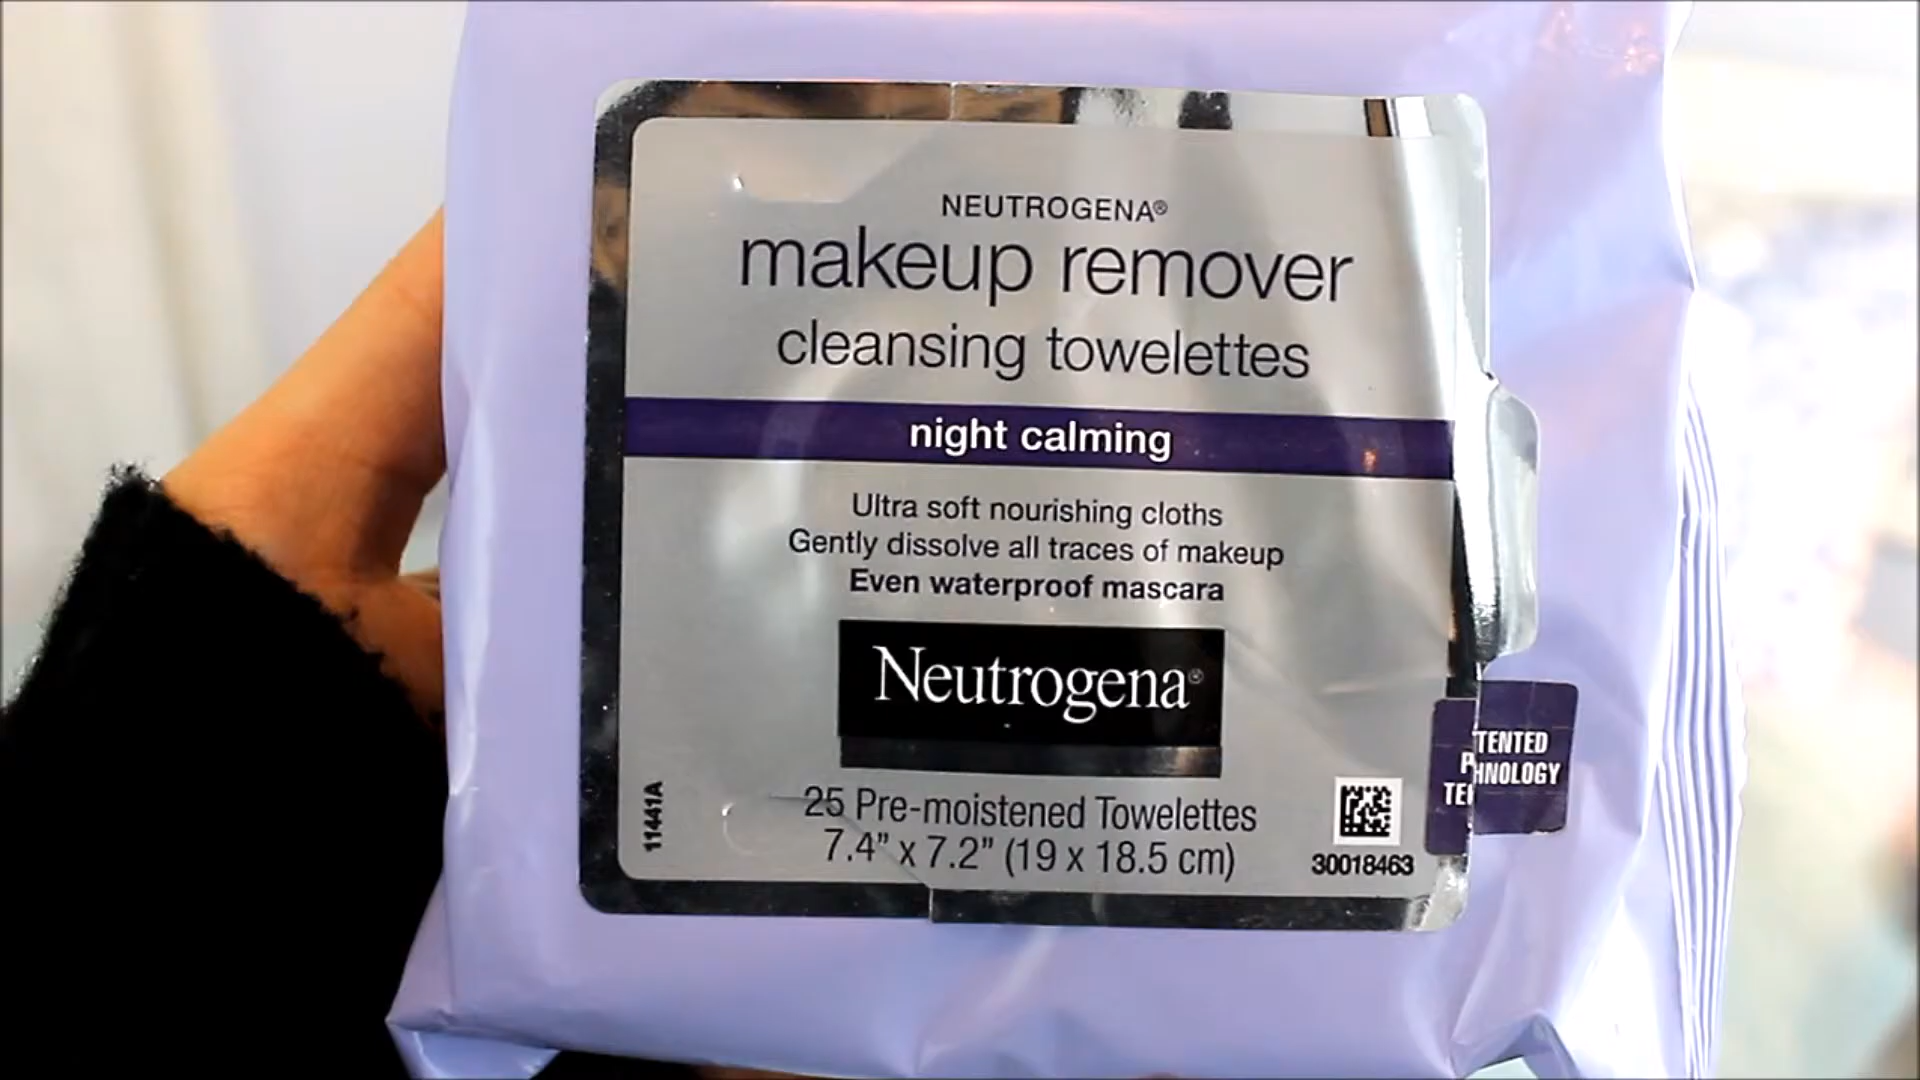 NEUTROGENA®
makeup remover
cleansing towelettes
night calming
Ultra soft nourishing cloths
Gently dissolve all traces of makeup
Even waterproof mascara
Neutrogena®
25 Pre-moistened Towelettes
7.4” x 7.2” (19 x 18.5 cm)
11441A
30018463